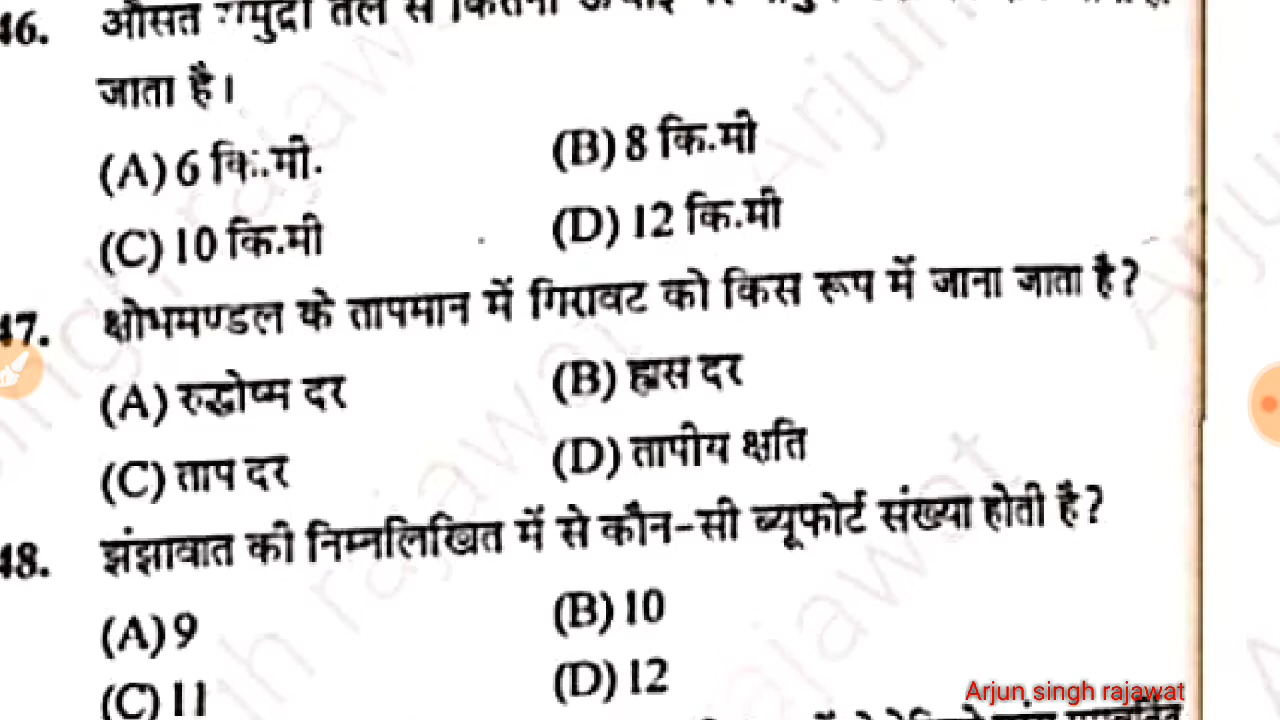 46. औसत समुद्री तल से कितनी
जाता है।
(A) 6 कि.मी. (B) 8 कि.मी
(C) 10 कि.मी (D) 12 कि.मी
47. क्षोभमण्डल के तापमान में गिरावट को किस रूप में जाना जाता है?
(A) रुद्धोष्म दर (B) ह्रास दर
(C) ताप दर (D) तापीय क्षति
48. झंझावात की निम्नलिखित में से कौन-सी ब्यूफोर्ट संख्या होती है?
(A) 9 (B) 10
(C) 11 (D) 12
Arjun singh rajawat